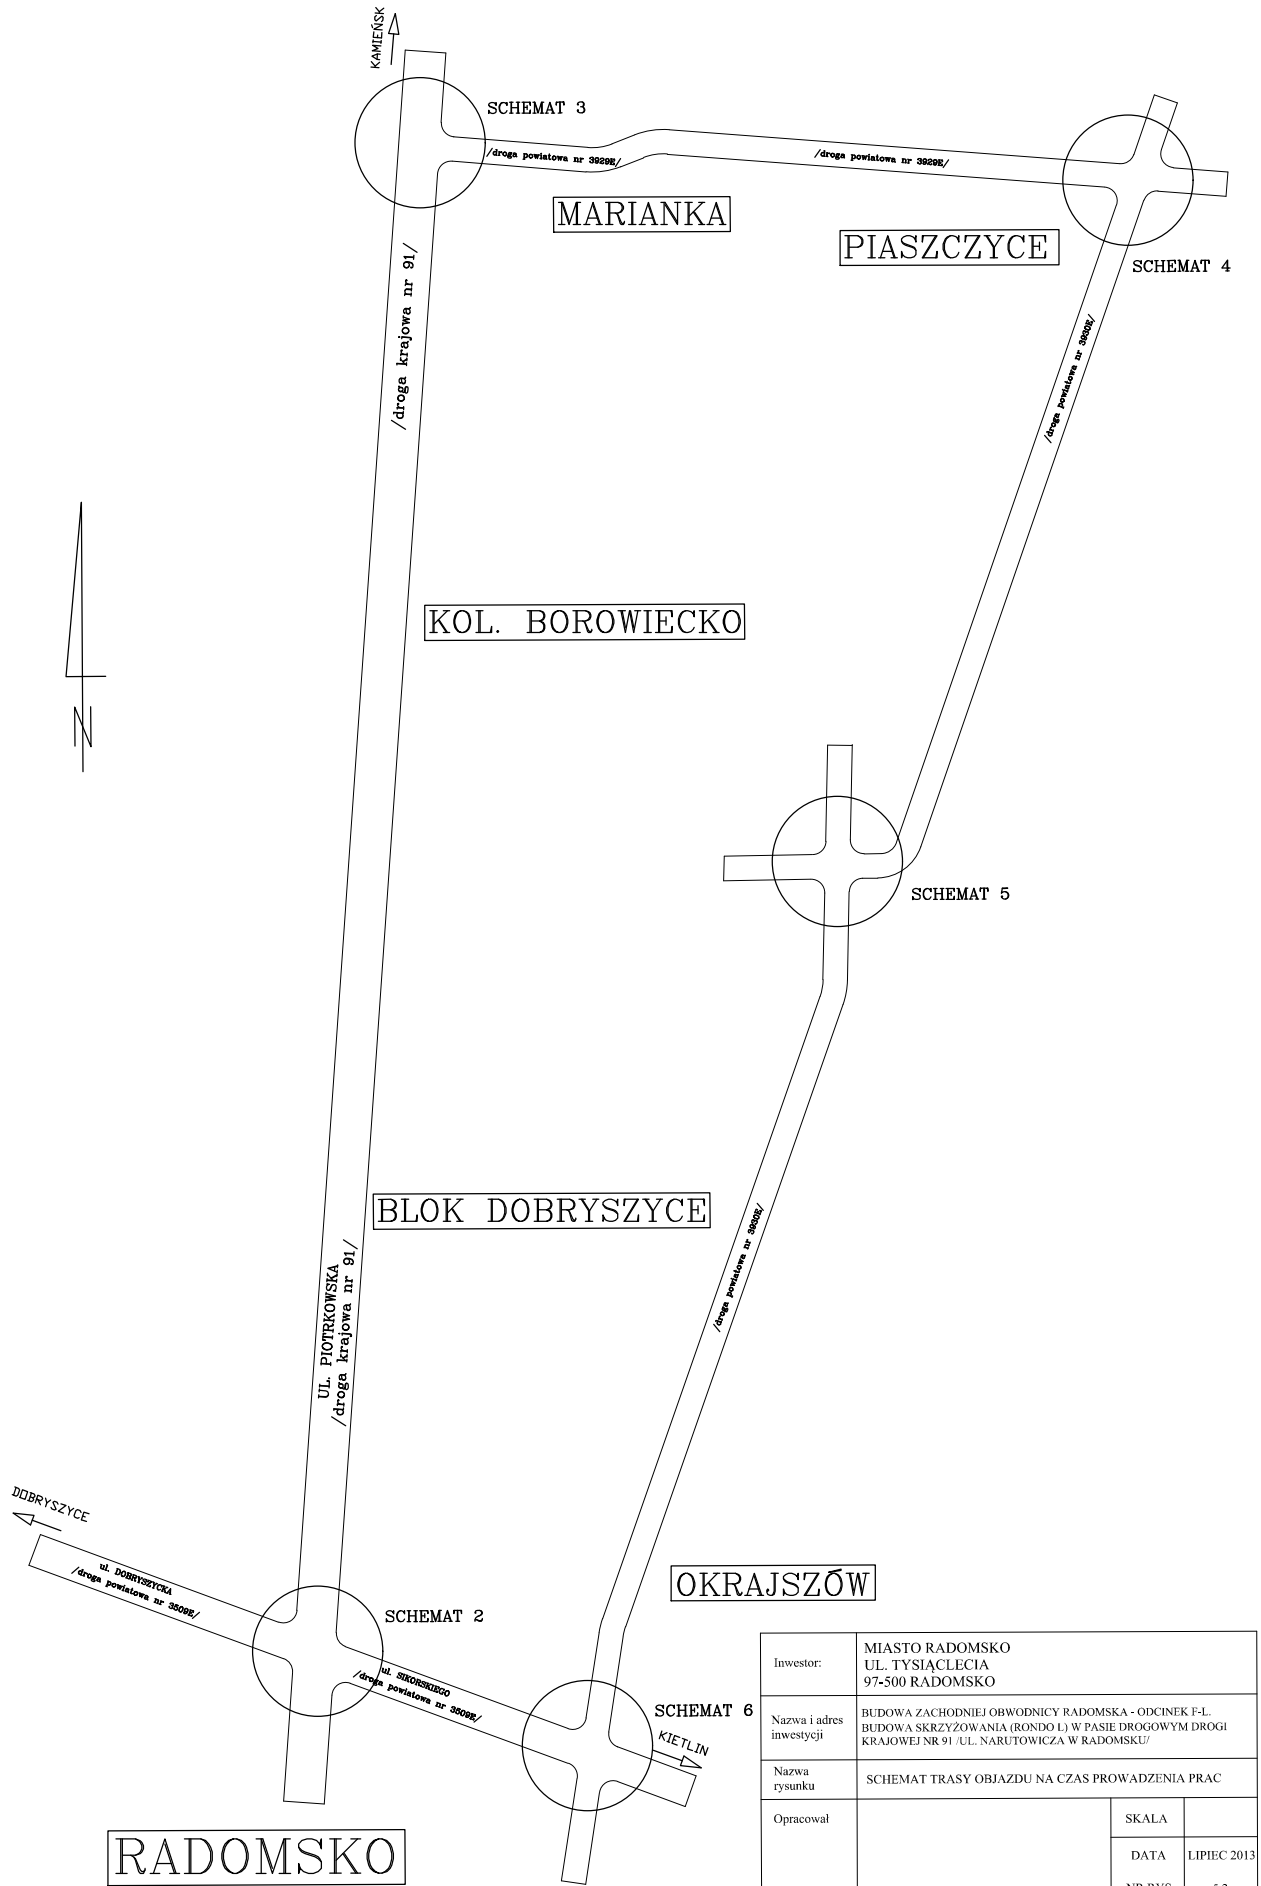 KAMIEŃSK
SCHEMAT 3
/droga powiatowa nr 3929E/
/droga powiatowa nr 3929E/
MARIANKA
PIASZCZYCE
SCHEMAT 4
/droga krajowa nr 91/
/droga powiatowa nr 3930E/
KOL. BOROWIECKO
N
SCHEMAT 5
BLOK DOBRYSZYCE
/droga powiatowa nr 3930E/
UL. PIOTRKOWSKA
/droga krajowa nr 91/
DOBRYSZYCE
ul. DOBRYSZYCKA
/droga powiatowa nr 3509E/
OKRAJSZÓW
SCHEMAT 2
ul. SIKORSKIEGO
/droga powiatowa nr 3509E/
SCHEMAT 6
KIETLIN
RADOMSKO
Inwestor:
MIASTO RADOMSKO
UL. TYSIĄCLECIA
97-500 RADOMSKO
Nazwa i adres
inwestycji
BUDOWA ZACHODNIEJ OBWODNICY RADOMSKA - ODCINEK F-L.
BUDOWA SKRZYŻOWANIA (RONDO L) W PASIE DROGOWYM DROGI
KRAJOWEJ NR 91 /UL. NARUTOWICZA W RADOMSKU/
Nazwa
rysunku
SCHEMAT TRASY OBJAZDU NA CZAS PROWADZENIA PRAC
Opracował
SKALA
DATA
LIPIEC 2013